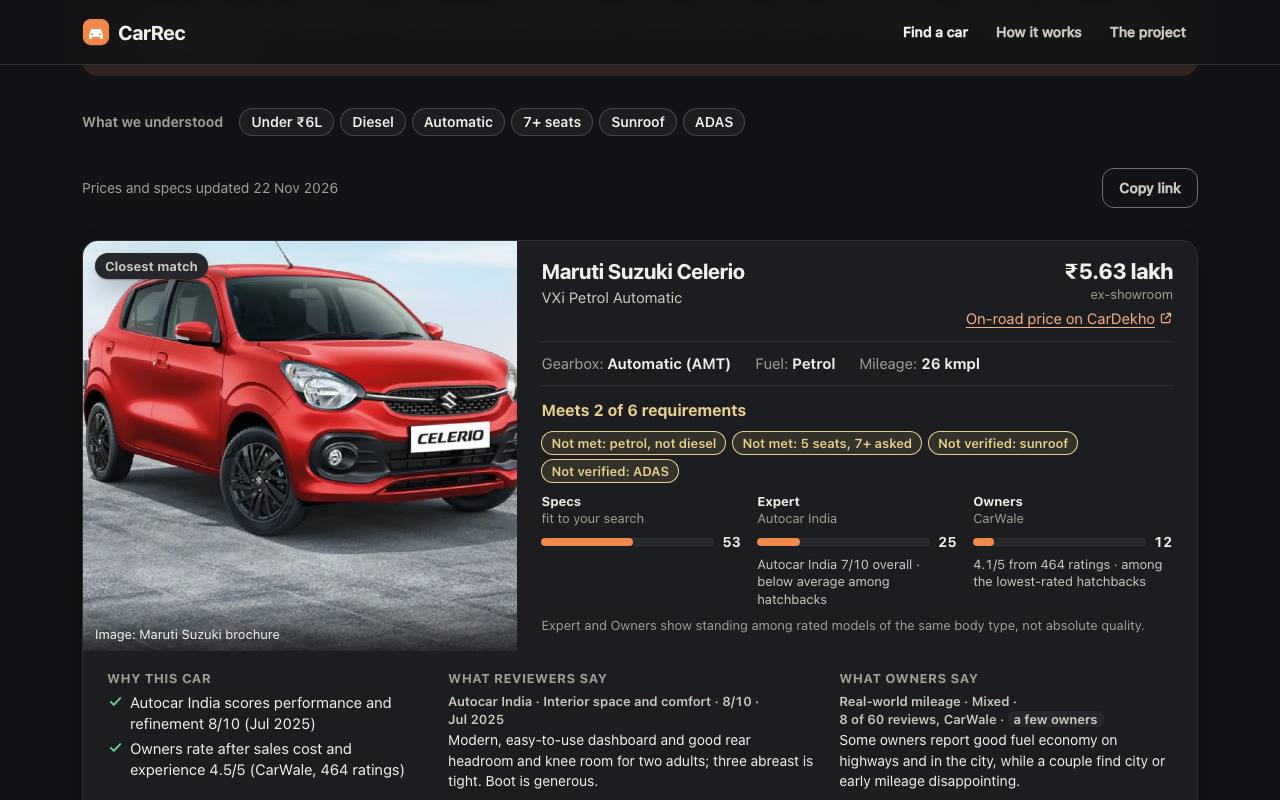 CarRec
Find a car
How it works
The project
What we understood
Under ₹6L
Diesel
Automatic
7+ seats
Sunroof
ADAS
Prices and specs updated 22 Nov 2026
Copy link
Closest match
CELERIO
Image: Maruti Suzuki brochure
Maruti Suzuki Celerio
₹5.63 lakh
VXi Petrol Automatic
ex-showroom
On-road price on CarDekho
Gearbox: Automatic (AMT)
Fuel: Petrol
Mileage: 26 kmpl
Meets 2 of 6 requirements
Not met: petrol, not diesel
Not met: 5 seats, 7+ asked
Not verified: sunroof
Not verified: ADAS
Specs
fit to your search
53
Expert
Autocar India
25
Autocar India 7/10 overall ·
below average among
hatchbacks
Owners
CarWale
12
4.1/5 from 464 ratings · among
the lowest-rated hatchbacks
Expert and Owners show standing among rated models of the same body type, not absolute quality.
WHY THIS CAR
Autocar India scores performance and
refinement 8/10 (Jul 2025)
Owners rate after sales cost and
experience 4.5/5 (CarWale, 464 ratings)
WHAT REVIEWERS SAY
Autocar India · Interior space and comfort · 8/10 ·
Jul 2025
Modern, easy-to-use dashboard and good rear
headroom and knee room for two adults; three abreast is
tight. Boot is generous.
WHAT OWNERS SAY
Real-world mileage · Mixed ·
8 of 60 reviews, CarWale · a few owners
Some owners report good fuel economy on
highways and in the city, while a couple find city or
early mileage disappointing.